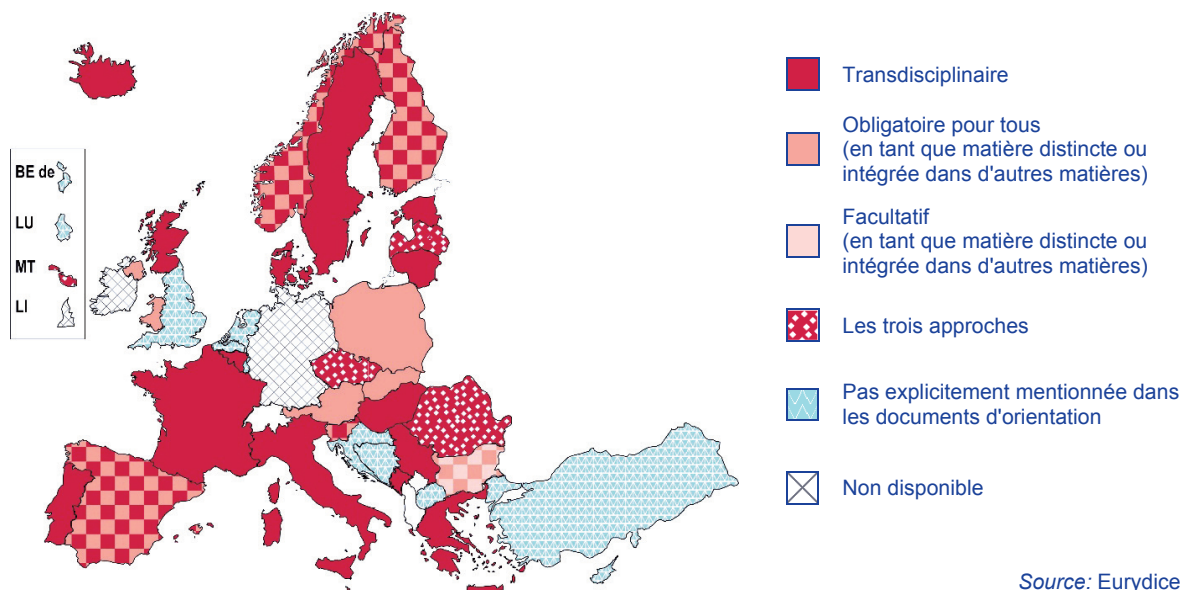 BE de
LU
MT
LI
Transdisciplinaire
Obligatoire pour tous
(en tant que matière distincte ou
intégrée dans d'autres matières)
Facultatif
(en tant que matière distincte ou
intégrée dans d'autres matières)
Les trois approches
Pas explicitement mentionnée dans
les documents d'orientation
Non disponible
Source: Eurydice